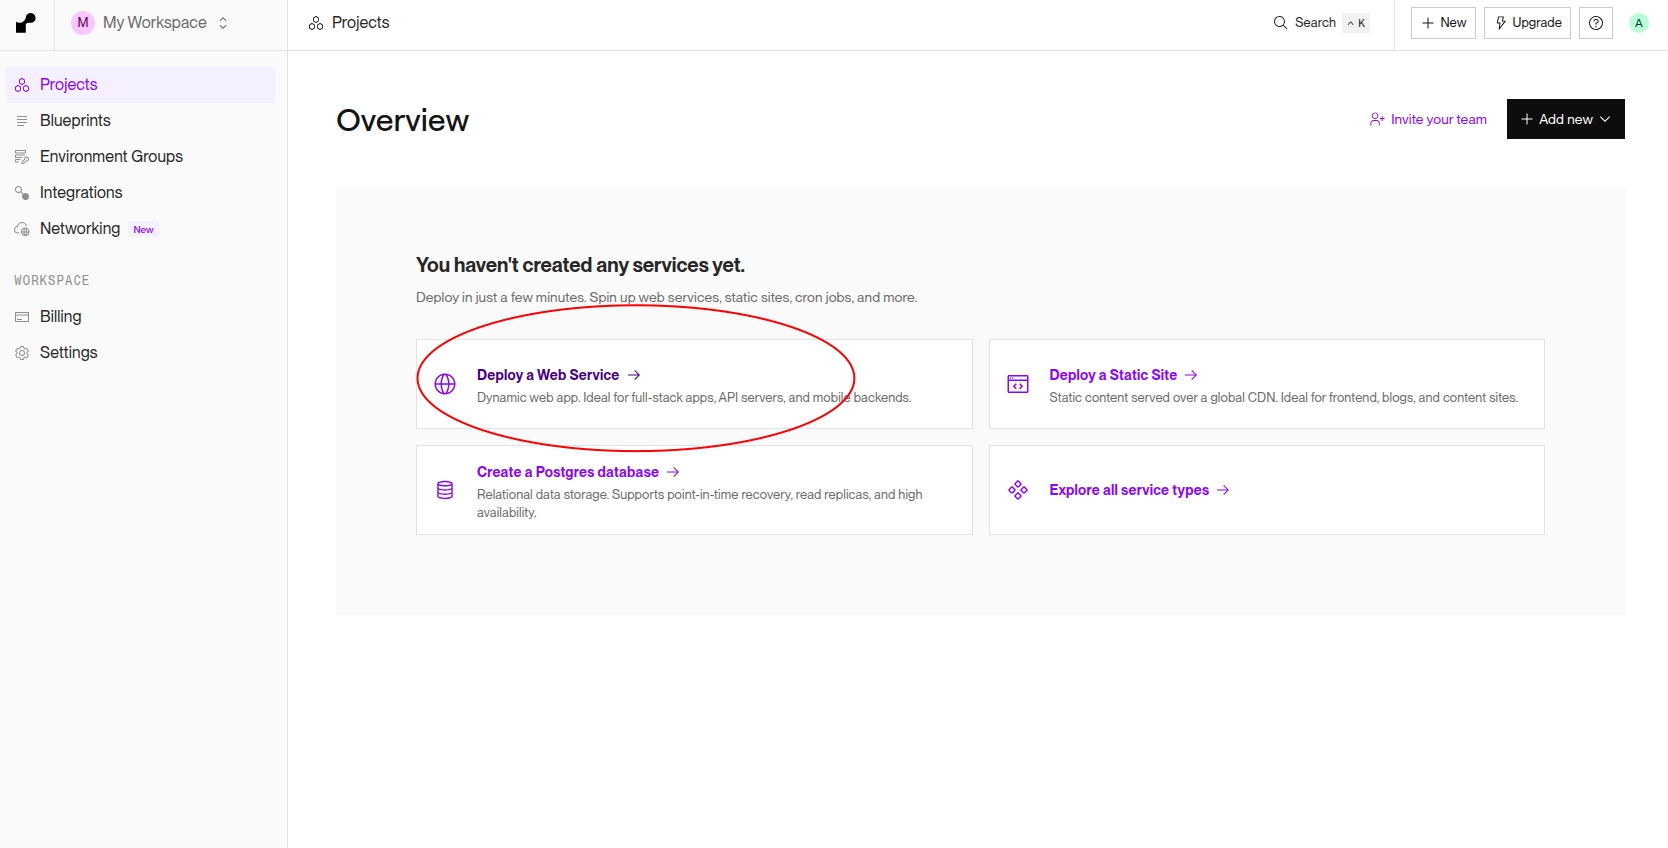 M My Workspace
Projects
Search ^ K
+ New
Upgrade
A
Projects
Blueprints
Environment Groups
Integrations
Networking New
WORKSPACE
Billing
Settings
Overview
Invite your team
+ Add new
You haven't created any services yet.
Deploy in just a few minutes. Spin up web services, static sites, cron jobs, and more.
Deploy a Web Service →
Dynamic web app. Ideal for full-stack apps, API servers, and mobile backends.
Deploy a Static Site →
Static content served over a global CDN. Ideal for frontend, blogs, and content sites.
Create a Postgres database →
Relational data storage. Supports point-in-time recovery, read replicas, and high
availability.
Explore all service types →